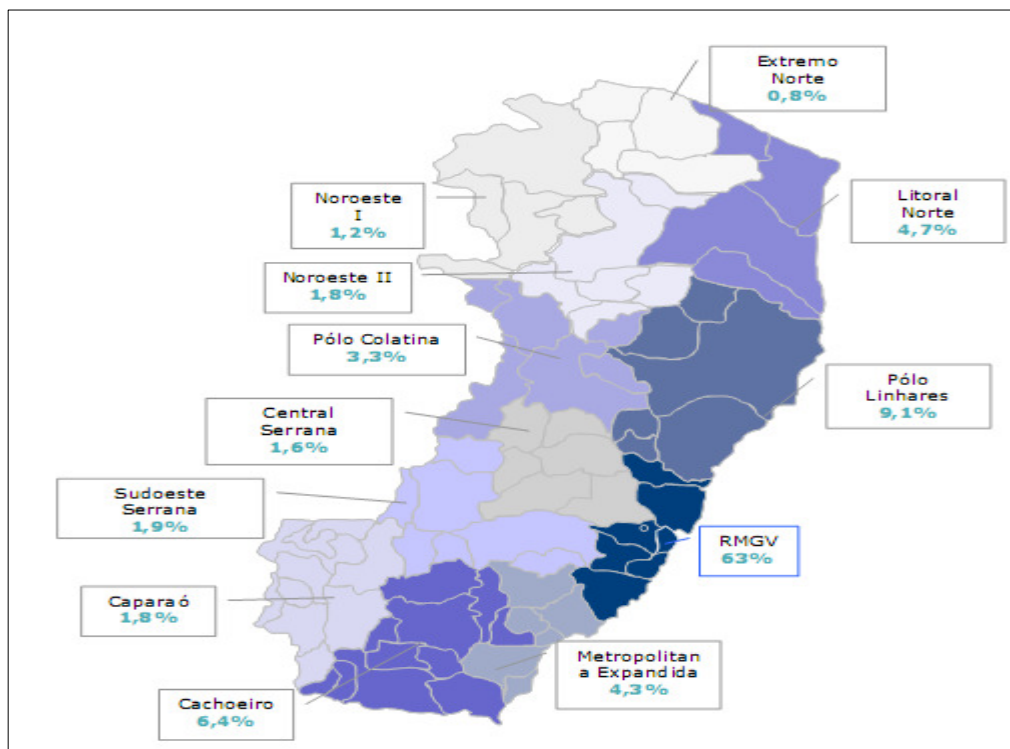 Extremo
Norte
0,8%
Noroeste
I
1,2%
Litoral
Norte
4,7%
Noroeste II
1,8%
Pólo Colatina
3,3%
Pólo
Linhares
9,1%
Central
Serrana
1,6%
Sudoeste
Serrana
1,9%
RMGV
63%
Caparaó
1,8%
Metropolitan
a Expandida
4,3%
Cachoeiro
6,4%